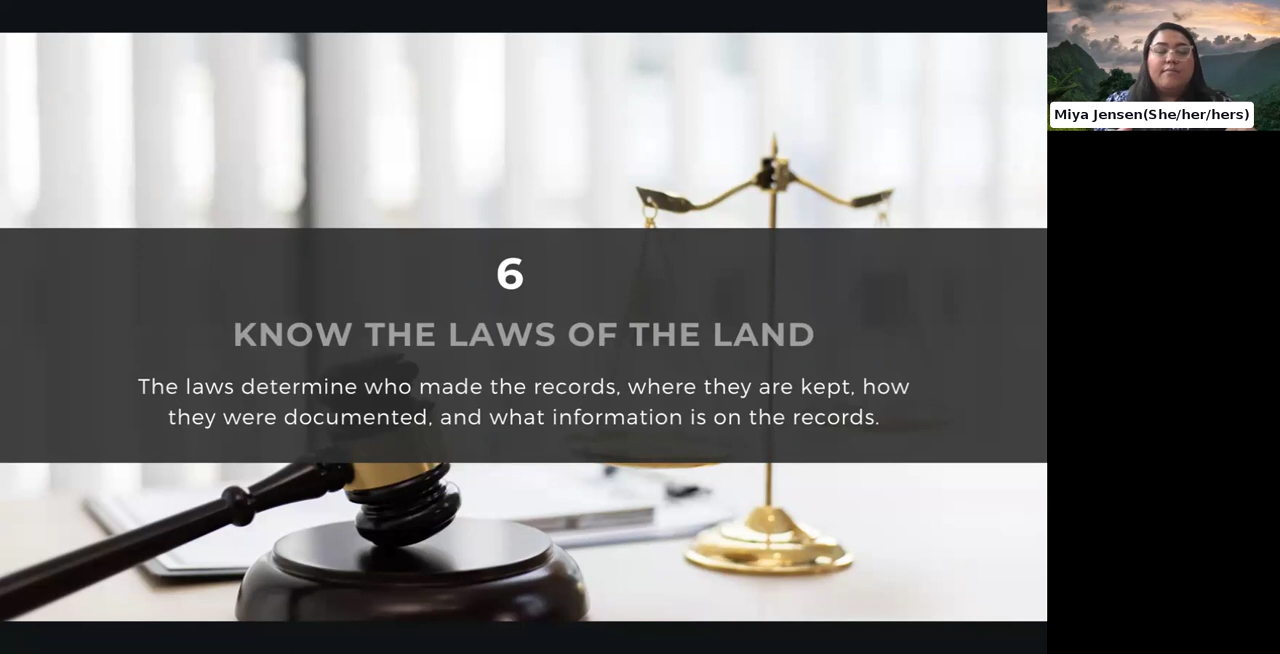 6
KNOW THE LAWS OF THE LAND
The laws determine who made the records, where they are kept, how
they were documented, and what information is on the records.
Miya Jensen(She/her/hers)